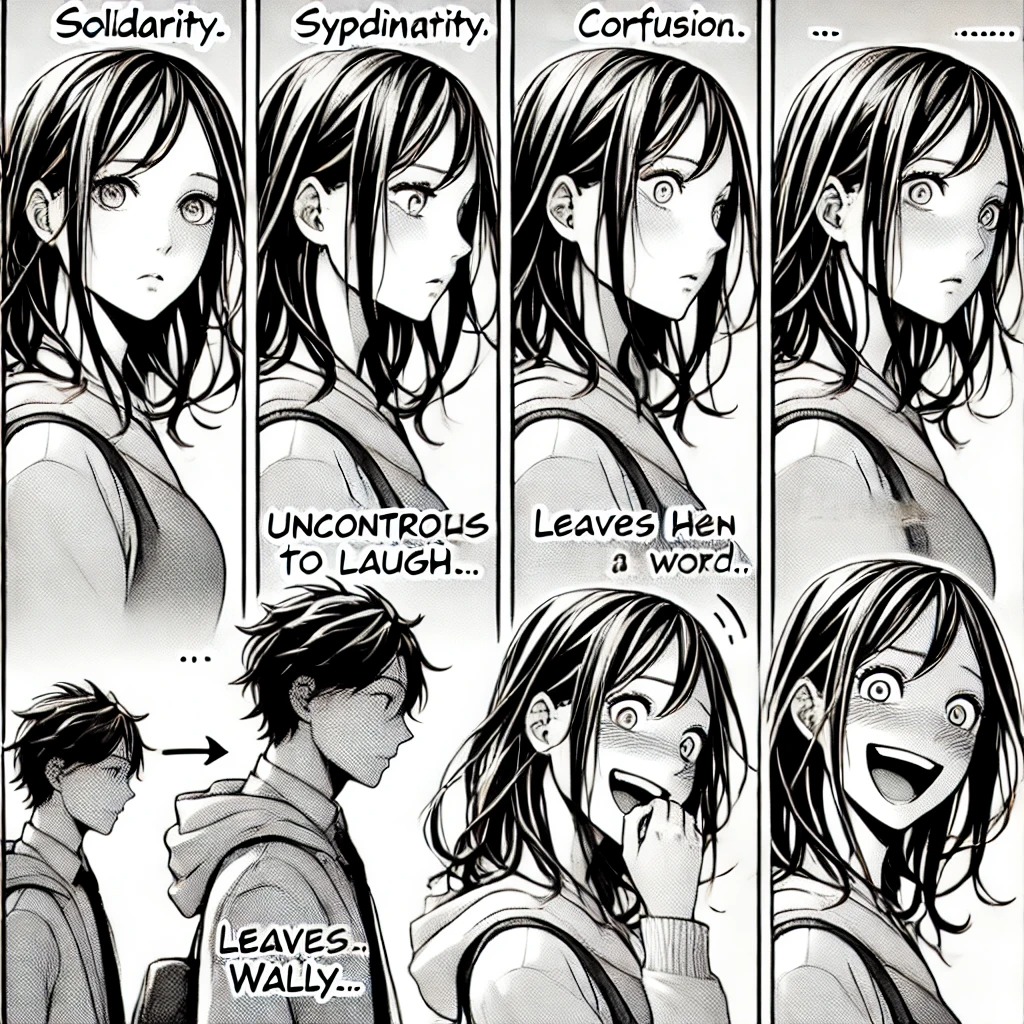 Solldarity.
Sypdinatity.
Corfusion.
...
.......
UNCONTROUS
TO LAUGH...
LEAVES HEN
a word..
...
LEAVES...
WALLY...